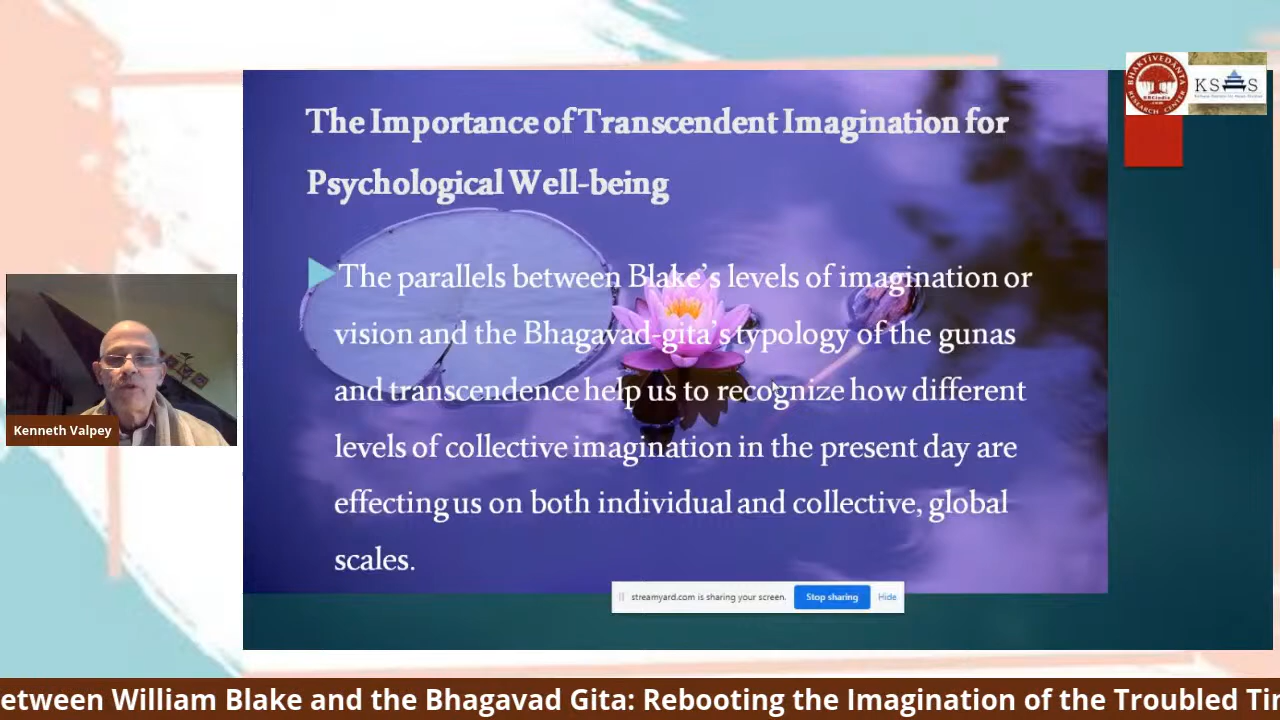 BHAKTIVEDANTA
RESEARCH CENTER
KSHS
The Importance of Transcendent Imagination for
Psychological Well-being
The parallels between Blake's levels of imagination or
vision and the Bhagavad-gita's typology of the gunas
and transcendence help us to recognize how different
levels of collective imagination in the present day are
effecting us on both individual and collective, global
scales.
Kenneth Valpey
streamyard.com is sharing your screen.
Stop sharing
Hide
etween William Blake and the Bhagavad Gita: Rebooting the Imagination of the Troubled Tir